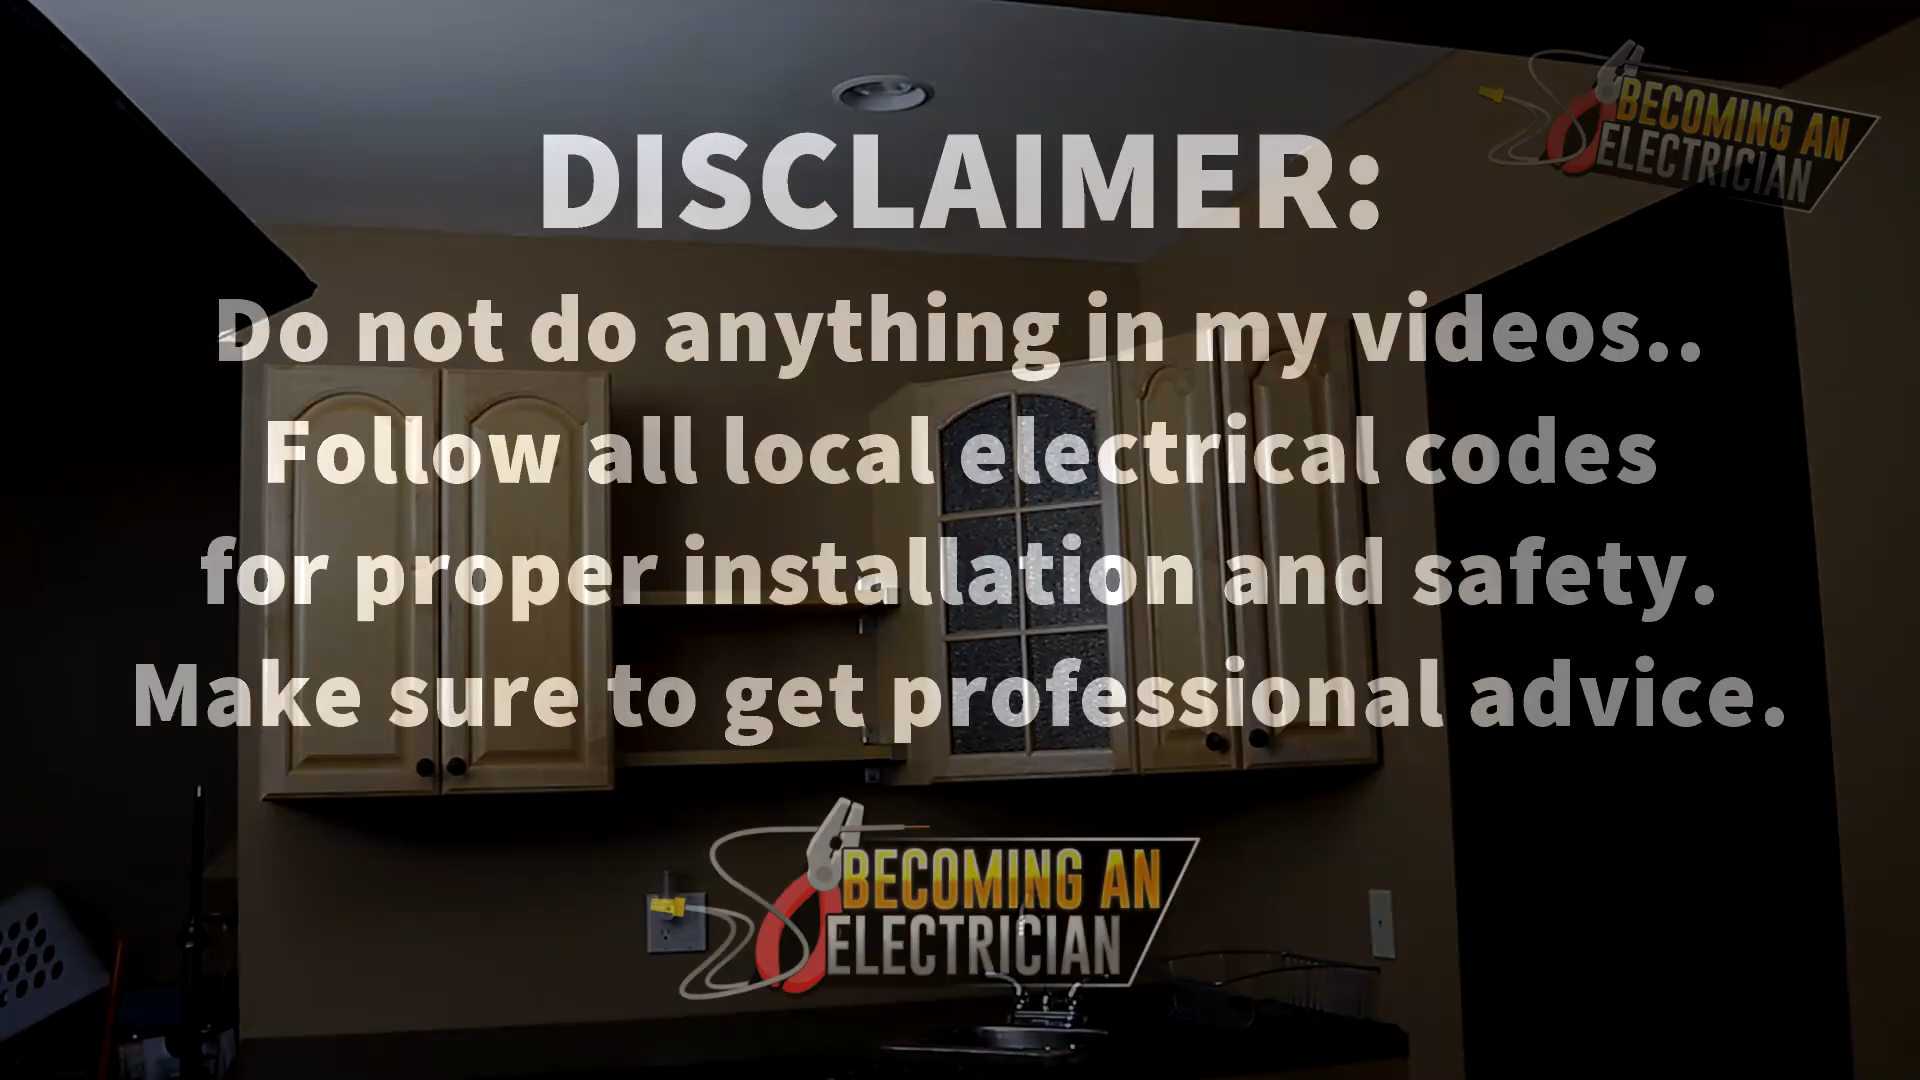 BECOMING AN
ELECTRICIAN
DISCLAIMER:
Do not do anything in my videos..
Follow all local electrical codes
for proper installation and safety.
Make sure to get professional advice.
BECOMING AN
ELECTRICIAN